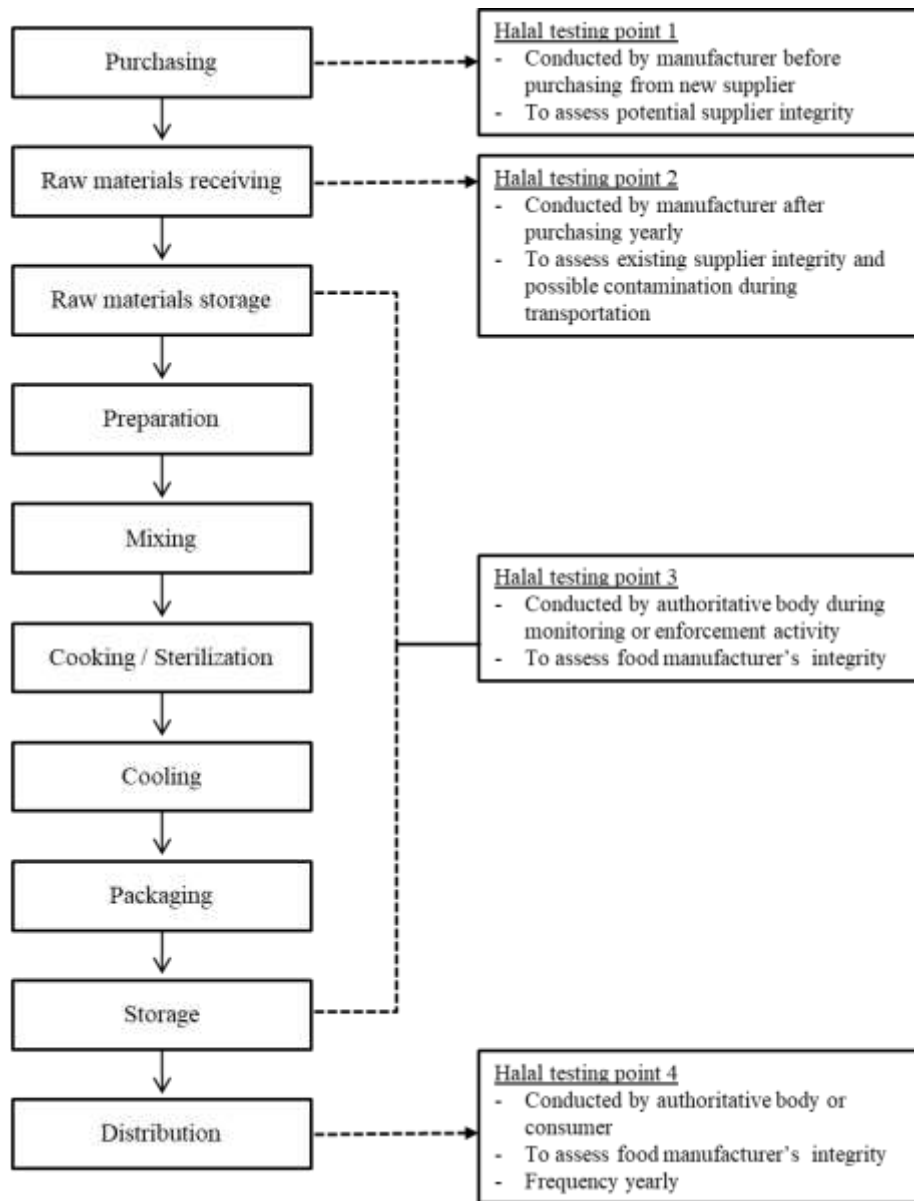 Purchasing
Halal testing point 1
- Conducted by manufacturer before
purchasing from new supplier
- To assess potential supplier integrity
Raw materials receiving
Halal testing point 2
- Conducted by manufacturer after
purchasing yearly
- To assess existing supplier integrity and
possible contamination during
transportation
Raw materials storage
Preparation
Mixing
Halal testing point 3
- Conducted by authoritative body during
monitoring or enforcement activity
- To assess food manufacturer’s integrity
Cooking / Sterilization
Cooling
Packaging
Storage
Halal testing point 4
- Conducted by authoritative body or
consumer
- To assess food manufacturer’s integrity
- Frequency yearly
Distribution